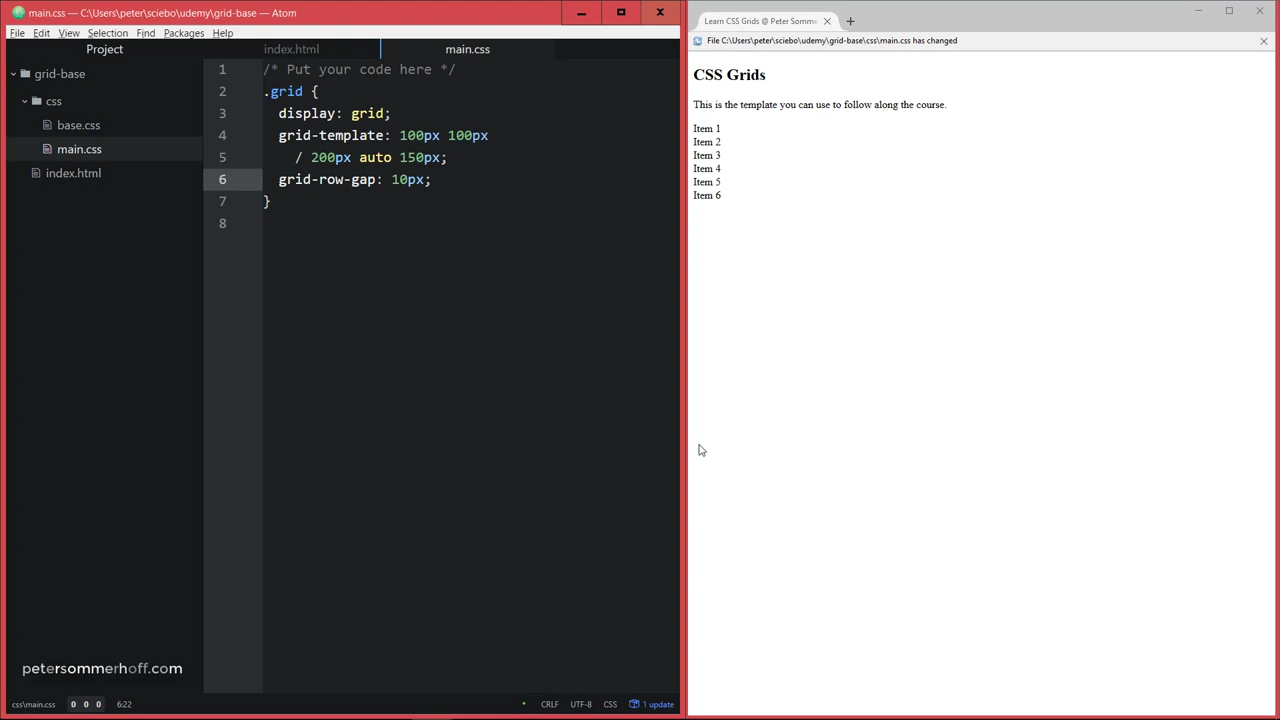 main.css — C:\Users\peter\sciebo\udemy\grid-base — Atom
File Edit View Selection Find Packages Help
Project
index.html
main.css
grid-base
css
base.css
main.css
index.html
1 /* Put your code here */
2 .grid {
3 display: grid;
4 grid-template: 100px 100px
5 / 200px auto 150px;
6 grid-row-gap: 10px;
7 }
8
petersommerhoff.com
css\main.css 0 0 0 6:22 CRLF UTF-8 CSS 1 update
Learn CSS Grids @ Peter Somme
File C:\Users\peter\sciebo\udemy\grid-base\css\main.css has changed
CSS Grids
This is the template you can use to follow along the course.
Item 1
Item 2
Item 3
Item 4
Item 5
Item 6